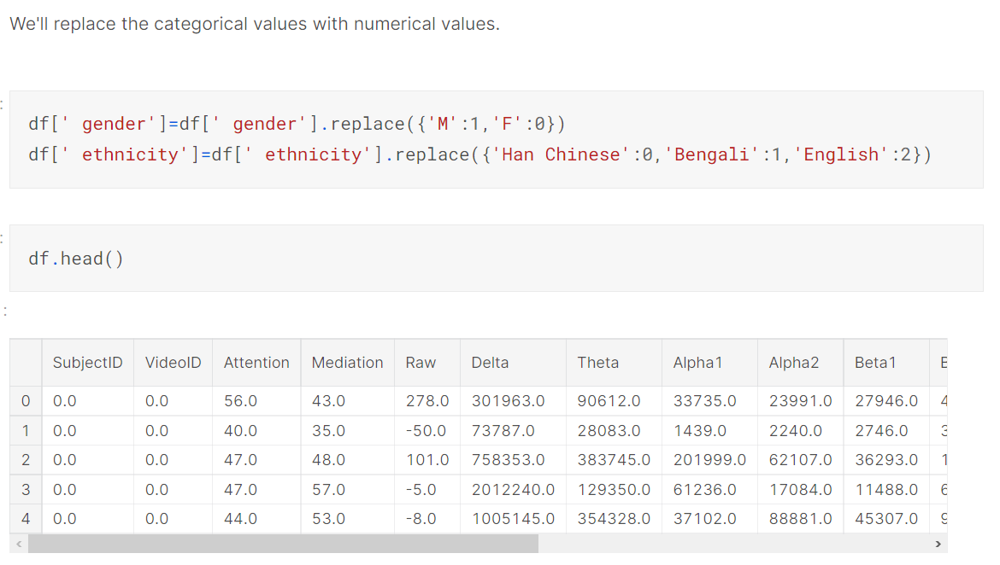 We'll replace the categorical values with numerical values.
:
df[' gender']=df[' gender'].replace({'M':1,'F':0})
df[' ethnicity']=df[' ethnicity'].replace({'Han Chinese':0,'Bengali':1,'English':2})
:
df.head()
:
SubjectID VideoID Attention Mediation Raw Delta Theta Alpha1 Alpha2 Beta1
0 0.0 0.0 56.0 43.0 278.0 301963.0 90612.0 33735.0 23991.0 27946.0
1 0.0 0.0 40.0 35.0 -50.0 73787.0 28083.0 1439.0 2240.0 2746.0
2 0.0 0.0 47.0 48.0 101.0 758353.0 383745.0 201999.0 62107.0 36293.0
3 0.0 0.0 47.0 57.0 -5.0 2012240.0 129350.0 61236.0 17084.0 11488.0
4 0.0 0.0 44.0 53.0 -8.0 1005145.0 354328.0 37102.0 88881.0 45307.0